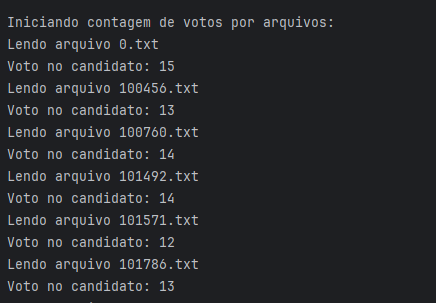 Iniciando contagem de votos por arquivos:
Lendo arquivo 0.txt
Voto no candidato: 15
Lendo arquivo 100456.txt
Voto no candidato: 13
Lendo arquivo 100760.txt
Voto no candidato: 14
Lendo arquivo 101492.txt
Voto no candidato: 14
Lendo arquivo 101571.txt
Voto no candidato: 12
Lendo arquivo 101786.txt
Voto no candidato: 13